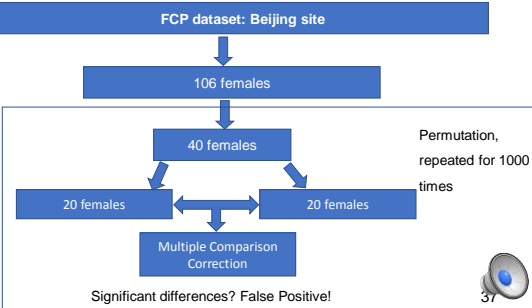 FCP dataset: Beijing site
106 females
40 females
Permutation,
repeated for 1000
times
20 females
20 females
Multiple Comparison
Correction
Significant differences? False Positive!
37